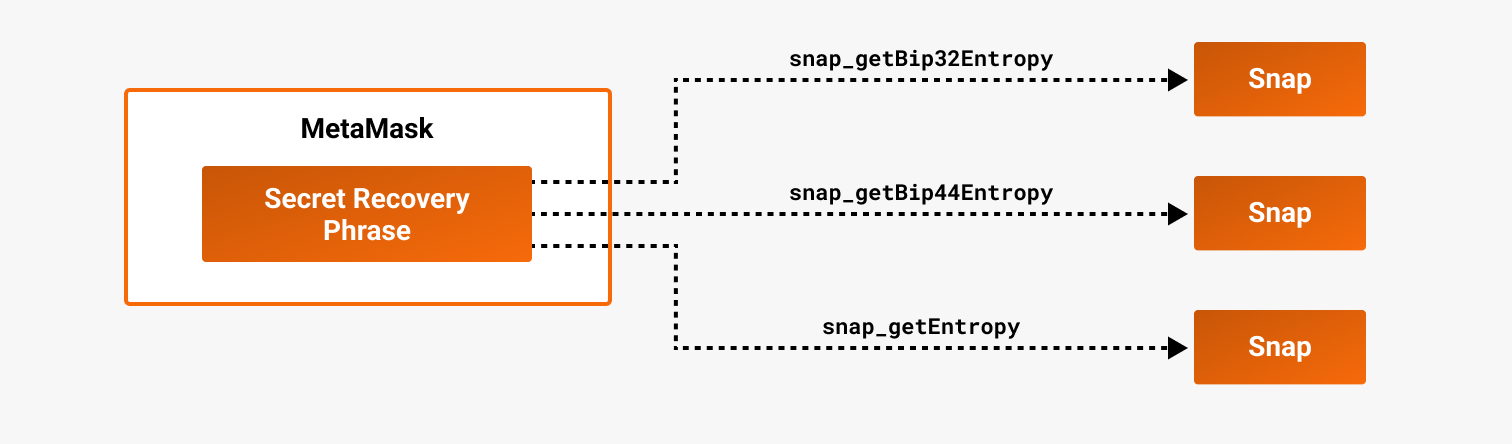 MetaMask
Secret Recovery
Phrase
snap_getBip32Entropy
Snap
snap_getBip44Entropy
Snap
snap_getEntropy
Snap